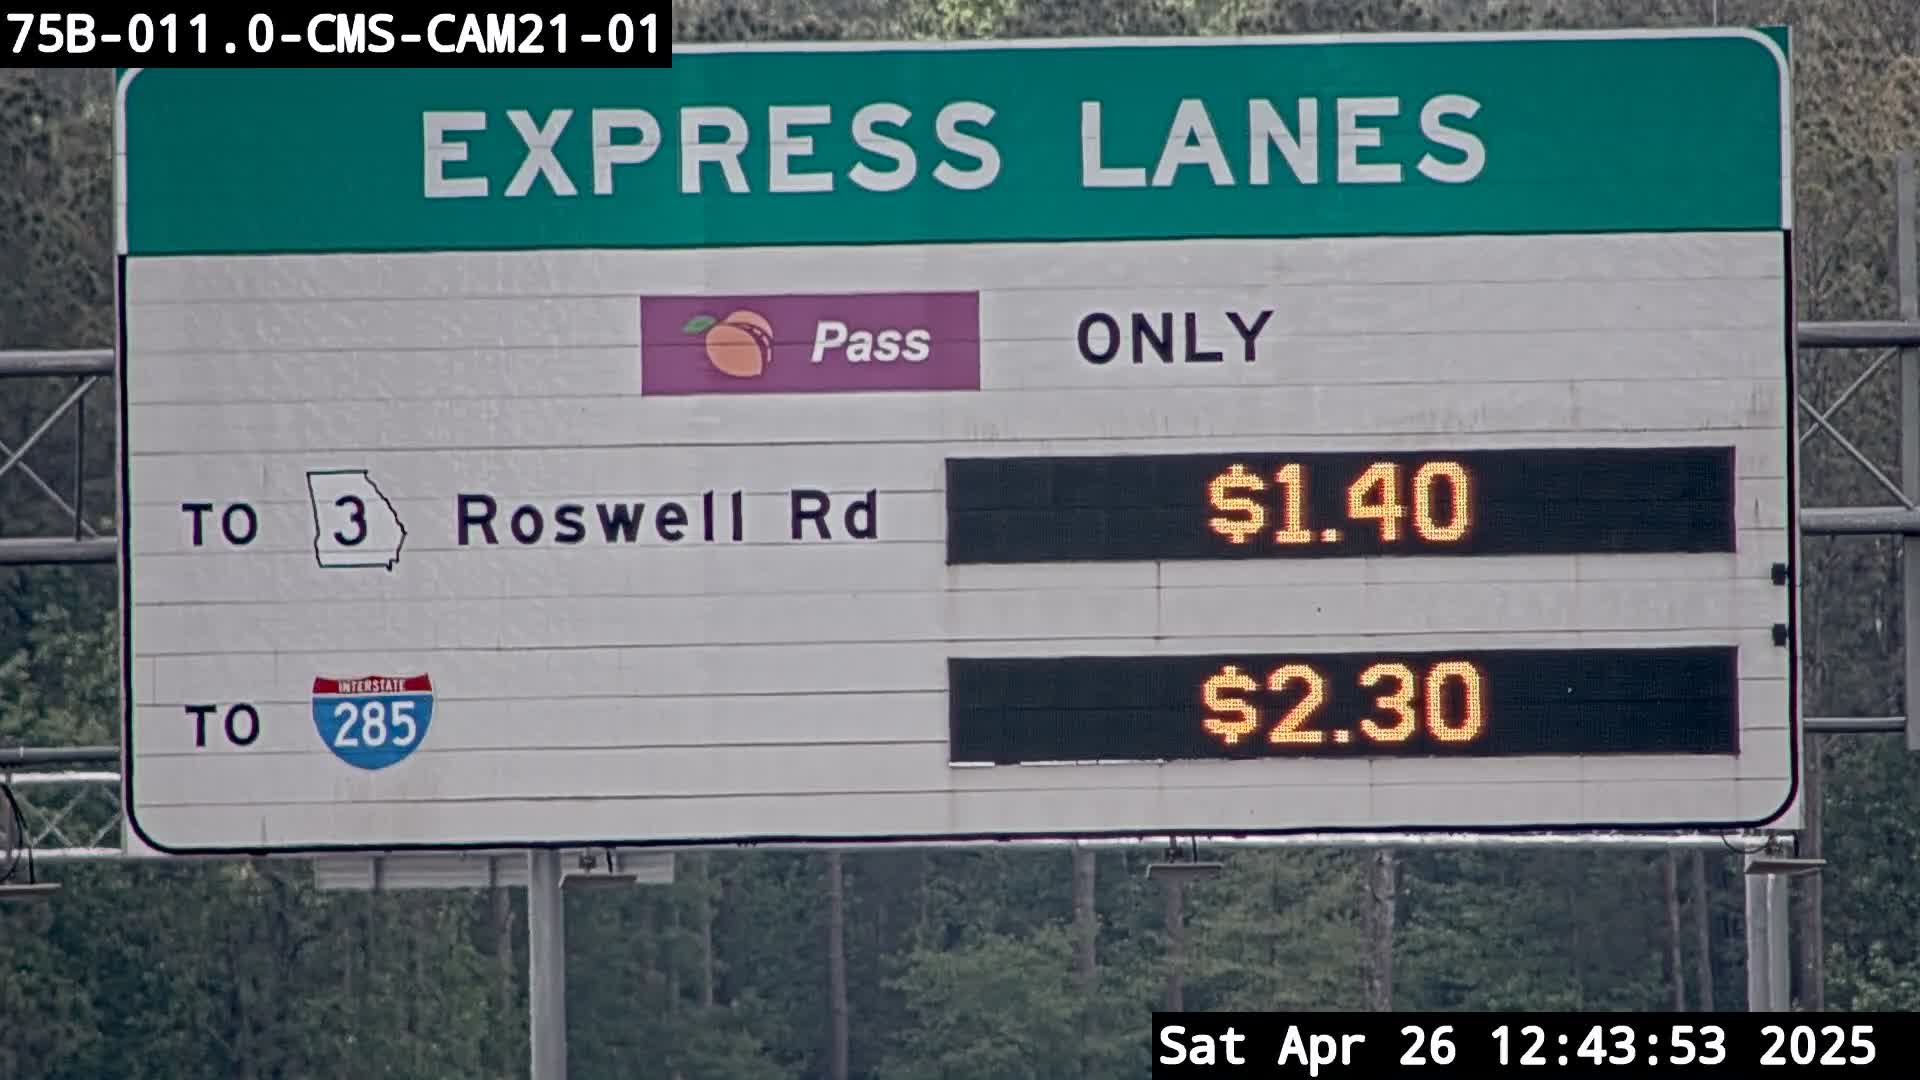 75B-011.0-CMS-CAM21-01
EXPRESS LANES
Pass ONLY
TO 3 Roswell Rd $1.40
INTERSTATE
TO 285 $2.30
Sat Apr 26 12:43:53 2025